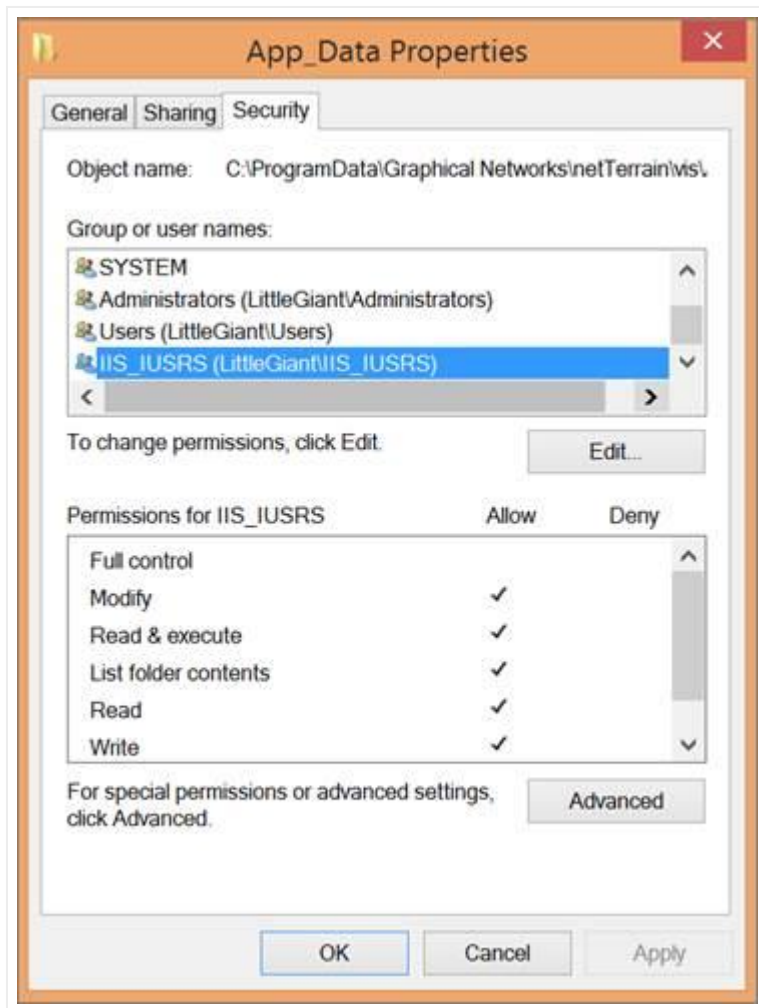 App_Data Properties
General Sharing Security
Object name: C:\ProgramData\Graphical Networks\netTerrain\vis\
Group or user names:
SYSTEM
Administrators (LittleGiant\Administrators)
Users (LittleGiant\Users)
IIS_IUSRS (LittleGiant\IIS_IUSRS)
To change permissions, click Edit.
Edit...
Permissions for IIS_IUSRS Allow Deny
Full control
Modify
Read & execute
List folder contents
Read
Write
For special permissions or advanced settings,
click Advanced.
Advanced
OK Cancel Apply